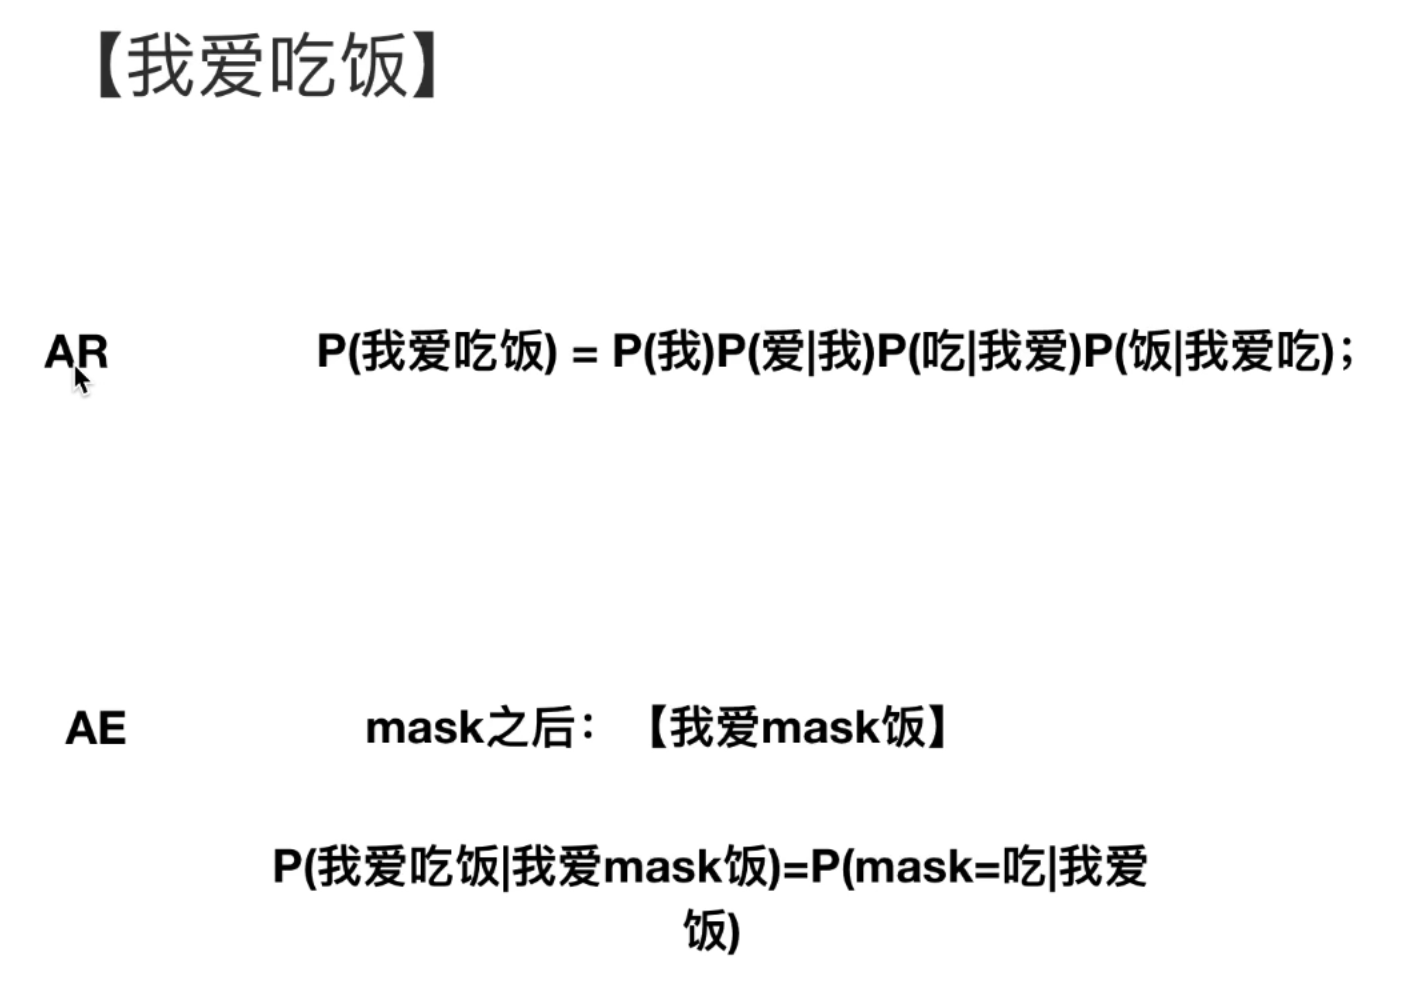 【我爱吃饭】
AR P(我爱吃饭) = P(我)P(爱|我)P(吃|我爱)P(饭|我爱吃)；
AE mask之后：【我爱mask饭】
P(我爱吃饭|我爱mask饭)=P(mask=吃|我爱
饭)